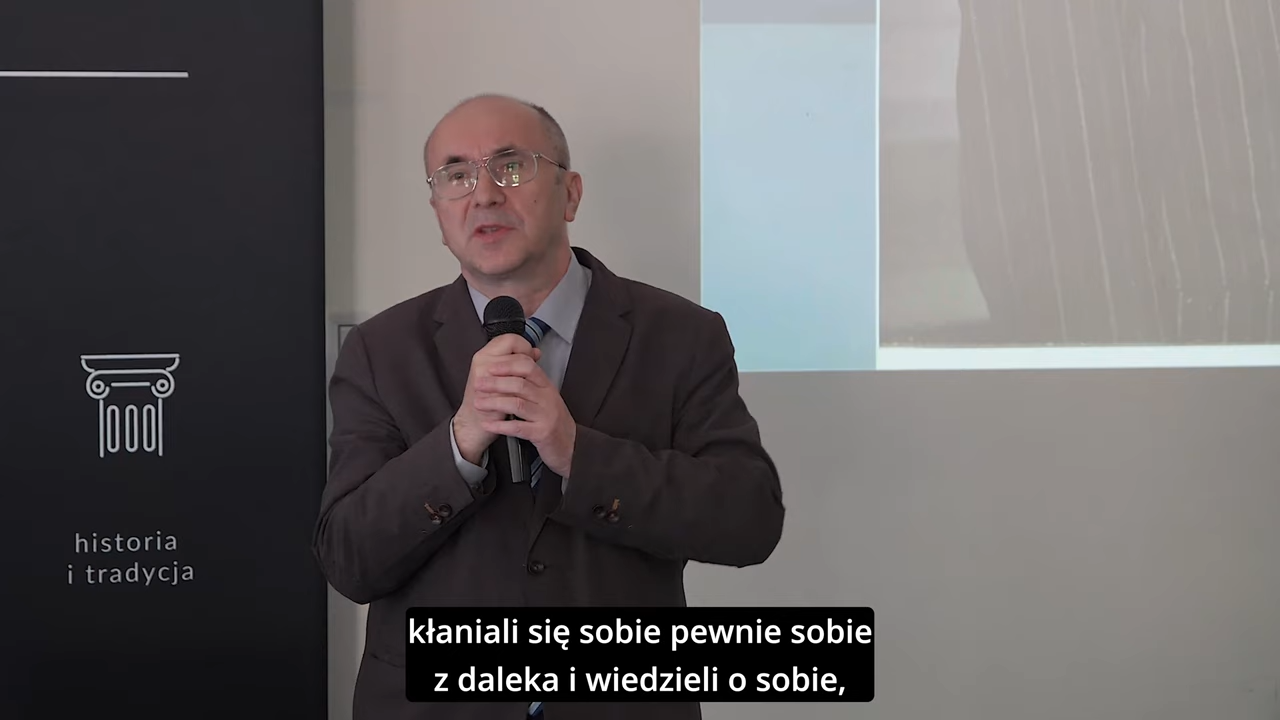 historia
i tradycja
kłaniali się sobie pewnie sobie
z daleka i wiedzieli o sobie,